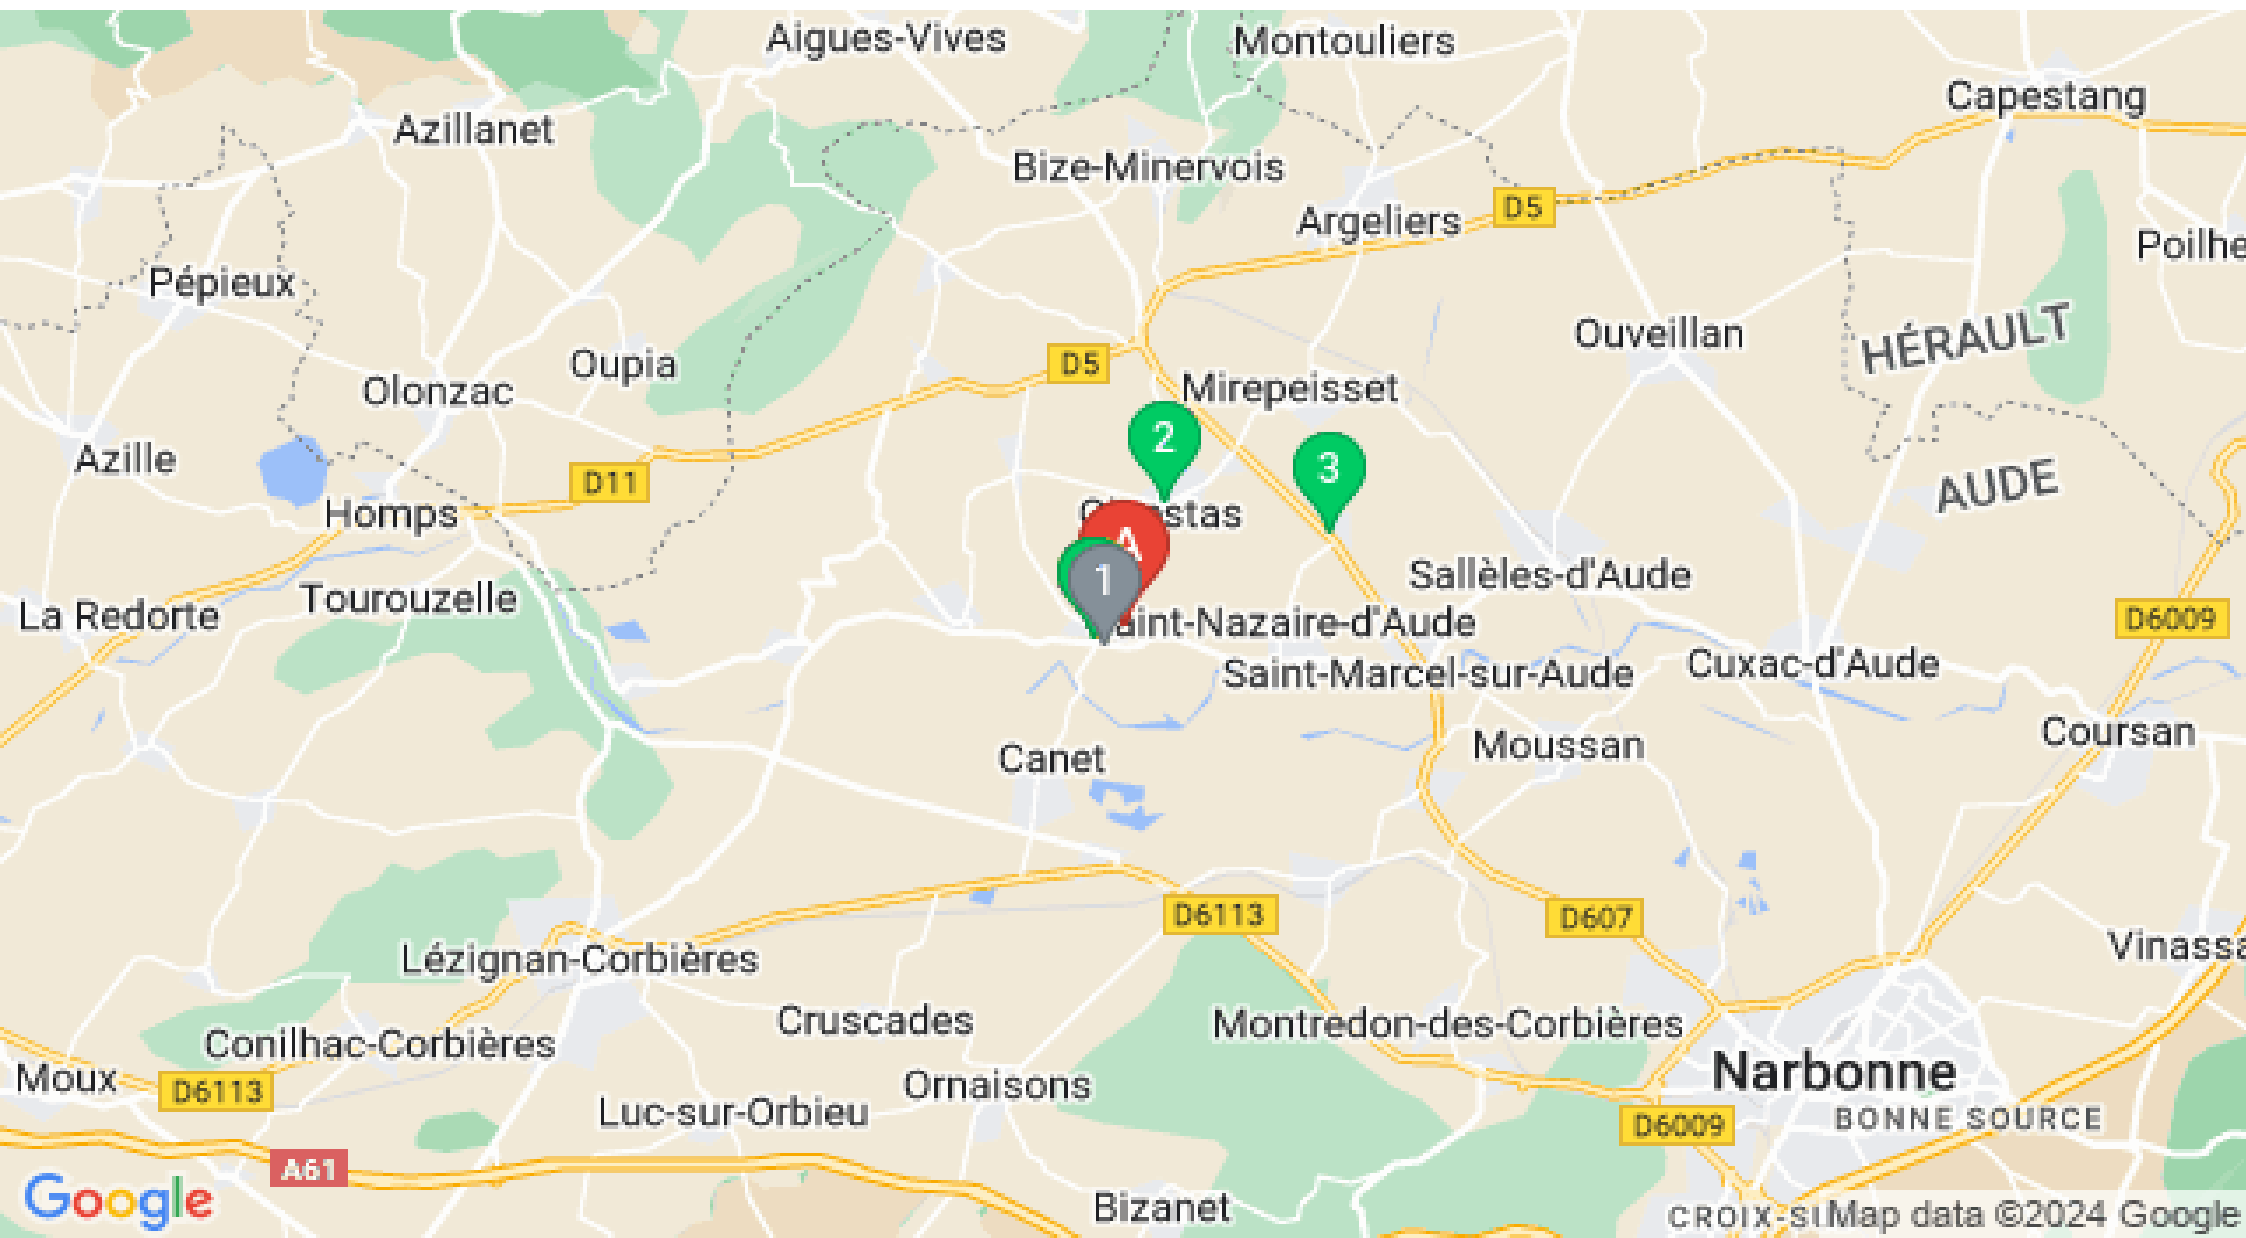 Aigues-Vives
Montouliers
Capestang
Azillanet
Bize-Minervois
D5
Argeliers
Poilhe
Pépieux
HÉRAULT
Ouveillan
D5
Oupia
Olonzac
Mirepeisset
2
3
Azille
D11
AUDE
Homps
stas
A
1
Sallèles-d'Aude
Tourouzelle
La Redorte
aint-Nazaire-d'Aude
D6009
Saint-Marcel-sur-Aude
Cuxac-d'Aude
Coursan
Moussan
Canet
D6113
D607
Vinassa
Lézignan-Corbières
Cruscades
Montredon-des-Corbières
Conilhac-Corbières
Moux
D6113
Narbonne
Ornaisons
Luc-sur-Orbieu
BONNE SOURCE
D6009
A61
Google
Bizanet
CROIX-SU
Map data ©2024 Google